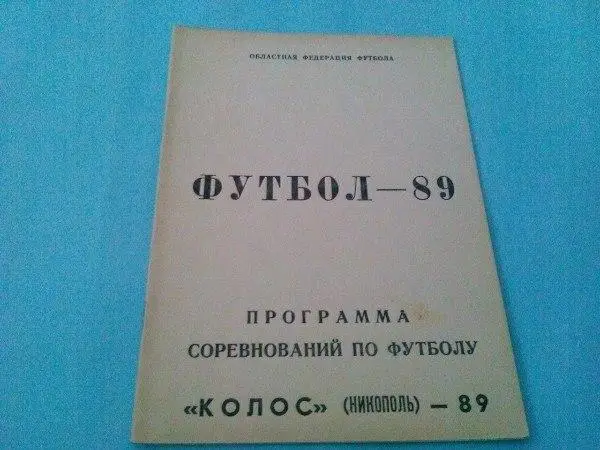 ОБЛАСТНАЯ ФЕДЕРАЦИЯ ФУТБОЛА
ФУТБОЛ — 89
ПРОГРАММА
СОРЕВНОВАНИЙ ПО ФУТБОЛУ
«КОЛОС» (НИКОПОЛЬ) — 89